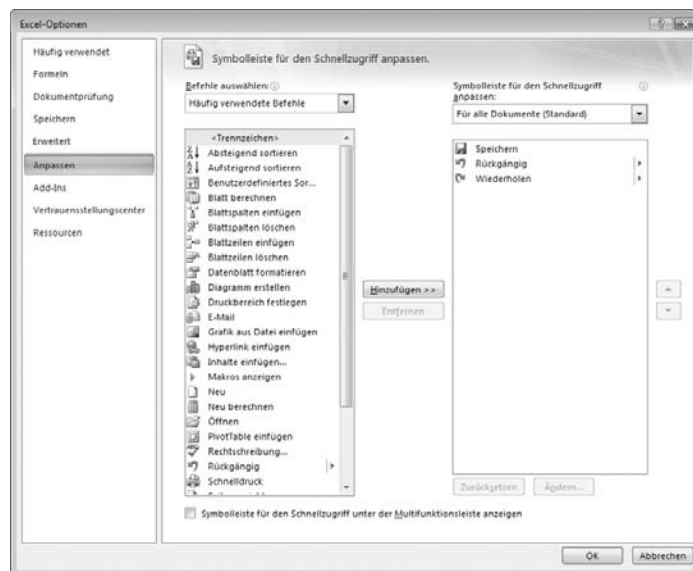 Excel-Optionen
Häufig verwendet
Formeln
Dokumentprüfung
Speichern
Erweitert
Anpassen
Add-Ins
Vertrauensstellungscenter
Ressourcen
Symbolleiste für den Schnellzugriff anpassen.
Befehle auswählen:
Häufig verwendete Befehle
<Trennzeichen>
Absteigend sortieren
Aufsteigend sortieren
Benutzerdefiniertes Sor...
Blatt berechnen
Blattspalten einfügen
Blattspalten löschen
Blattzeilen einfügen
Blattzeilen löschen
Datenblatt formatieren
Diagramm erstellen
Druckbereich festlegen
E-Mail
Grafik aus Datei einfügen
Hyperlink einfügen
Inhalte einfügen...
Makros anzeigen
Neu
Neu berechnen
Öffnen
PivotTable einfügen
Rechtschreibung...
Rückgängig
Schnelldruck
Hinzufügen >>
Entfernen
Symbolleiste für den Schnellzugriff
anpassen:
Für alle Dokumente (Standard)
Speichern
Rückgängig
Wiederholen
Zurücksetzen
Ändern...
Symbolleiste für den Schnellzugriff unter der Multifunktionsleiste anzeigen
OK
Abbrechen